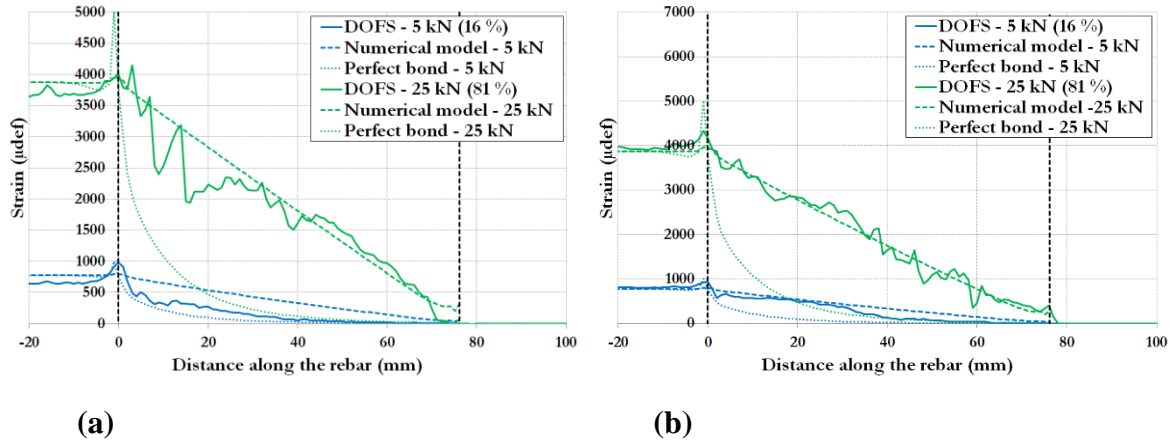 5000
4500
4000
3500
3000
2500
2000
1500
1000
500
0
Strain (µdef)
-20 0 20 40 60 80 100
Distance along the rebar (mm)
DOFS - 5 kN (16 %)
Numerical model - 5 kN
Perfect bond - 5 kN
DOFS - 25 kN (81 %)
Numerical model - 25 kN
Perfect bond - 25 kN
(a)
7000
6000
5000
4000
3000
2000
1000
0
Strain (µdef)
-20 0 20 40 60 80 100
Distance along the rebar (mm)
DOFS - 5 kN (16 %)
Numerical model - 5 kN
Perfect bond - 5 kN
DOFS - 25 kN (81 %)
Numerical model -25 kN
Perfect bond - 25 kN
(b)